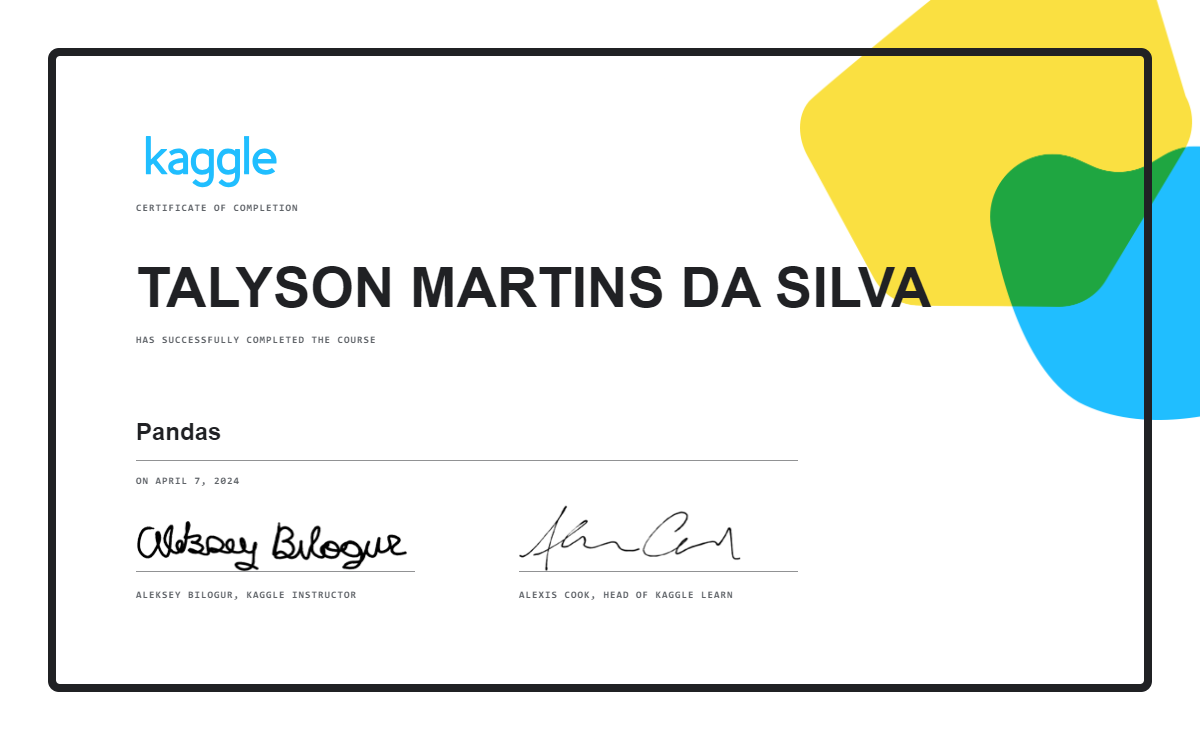 kaggle
CERTIFICATE OF COMPLETION
TALYSON MARTINS DA SILVA
HAS SUCCESSFULLY COMPLETED THE COURSE
Pandas
ON APRIL 7, 2024
Aleksey Bilogur
ALEKSEY BILOGUR, KAGGLE INSTRUCTOR
ALEXIS COOK, HEAD OF KAGGLE LEARN